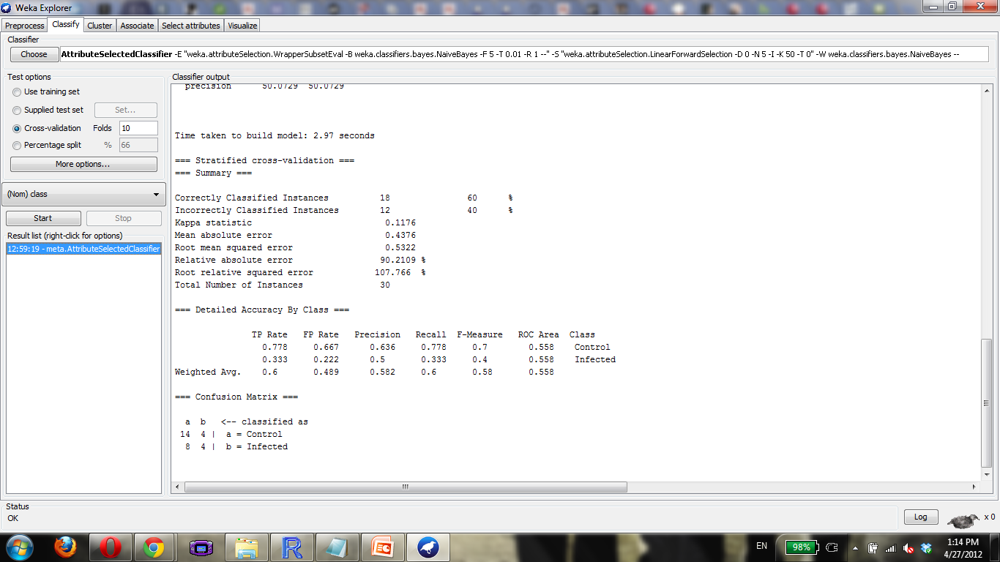 Weka Explorer
Preprocess Classify Cluster Associate Select attributes Visualize
Classifier
Choose AttributeSelectedClassifier -E "weka.attributeSelection.WrapperSubsetEval -B weka.classifiers.bayes.NaiveBayes -F 5 -T 0.01 -R 1 --" -S "weka.attributeSelection.LinearForwardSelection -D 0 -N 5 -I -K 50 -T 0" -W weka.classifiers.bayes.NaiveBayes --
Test options
Use training set
Supplied test set Set...
Cross-validation Folds 10
Percentage split % 66
More options...
(Nom) class
Start Stop
Result list (right-click for options)
12:59:19 - meta.AttributeSelectedClassifier
Classifier output
precision 50.0729 50.0729
Time taken to build model: 2.97 seconds
=== Stratified cross-validation ===
=== Summary ===
Correctly Classified Instances 18 60 %
Incorrectly Classified Instances 12 40 %
Kappa statistic 0.1176
Mean absolute error 0.4376
Root mean squared error 0.5322
Relative absolute error 90.2109 %
Root relative squared error 107.766 %
Total Number of Instances 30
=== Detailed Accuracy By Class ===
TP Rate FP Rate Precision Recall F-Measure ROC Area Class
0.778 0.667 0.636 0.778 0.7 0.558 Control
0.333 0.222 0.5 0.333 0.4 0.558 Infected
Weighted Avg. 0.6 0.489 0.582 0.6 0.58 0.558
=== Confusion Matrix ===
a b <-- classified as
14 4 | a = Control
8 4 | b = Infected
Status
OK
Log x 0
EN
98%
1:14 PM
4/27/2012